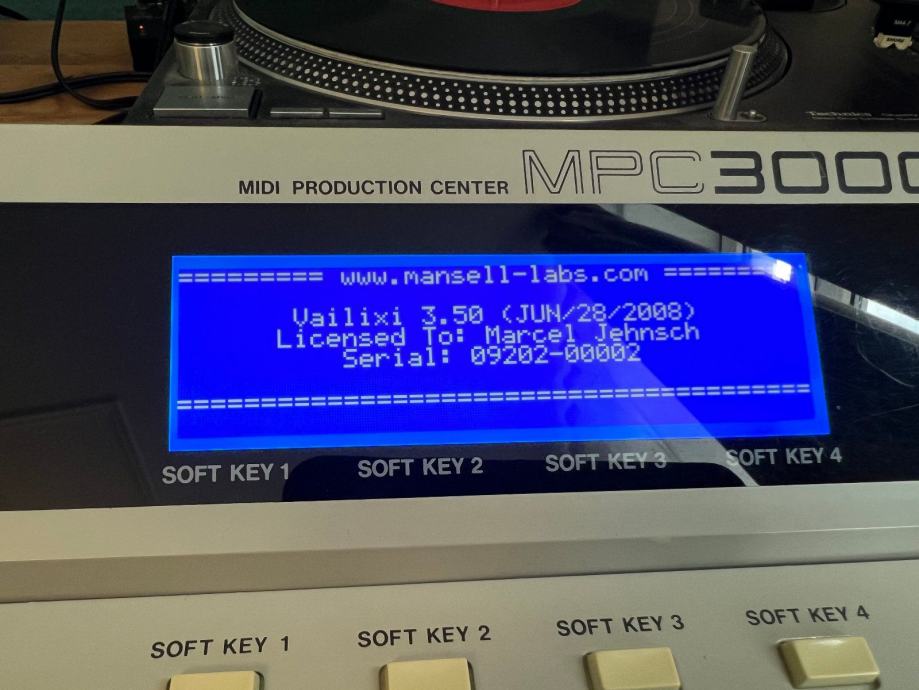 Technics
MIDI PRODUCTION CENTER MPC3000
========= www.mansell-labs.com =========
Vailixi 3.50 (JUN/28/2008)
Licensed To: Marcel Jehnsch
Serial: 09202-00002
========================================
SOFT KEY 1 SOFT KEY 2 SOFT KEY 3 SOFT KEY 4
SOFT KEY 1 SOFT KEY 2 SOFT KEY 3 SOFT KEY 4